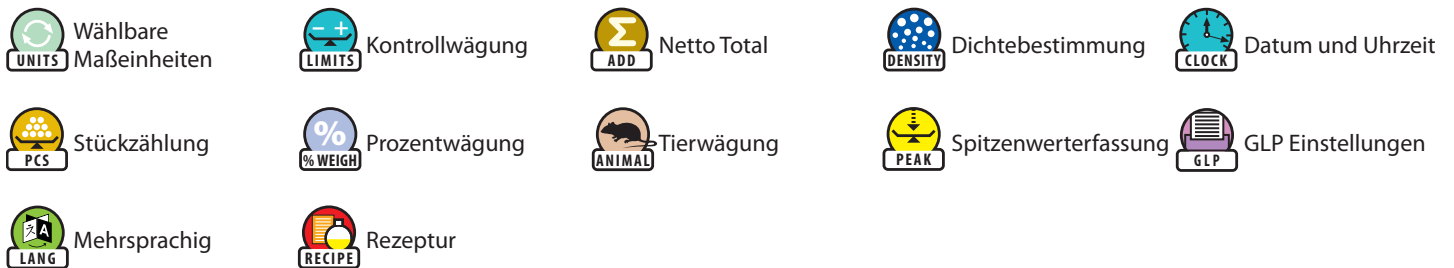 UNITS
Wählbare
Maßeinheiten
LIMITS
Kontrollwägung
Σ
ADD
Netto Total
DENSITY
Dichtebestimmung
CLOCK
Datum und Uhrzeit
PCS
Stückzählung
%
% WEIGH
Prozentwägung
ANIMAL
Tierwägung
PEAK
Spitzenwerterfassung
GLP
GLP Einstellungen
A
LANG
Mehrsprachig
RECIPE
Rezeptur